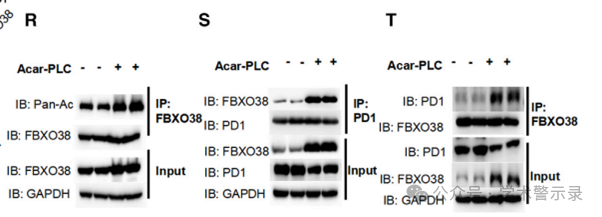 R
Acar-PLC - - + +
IB: Pan-Ac
IB: FBXO38
IP:
FBXO38
IB: FBXO38
IB: GAPDH
Input
S
Acar-PLC - - + +
IB: FBXO38
IB: PD1
IP:
PD1
IB: FBXO38
IB: PD1
IB: GAPDH
Input
T
Acar-PLC - - + +
IB: PD1
IB: FBXO38
IP:
FBXO38
IB: PD1
IB: FBXO38
IB: GAPDH
Input
公众号 · 学术警示录